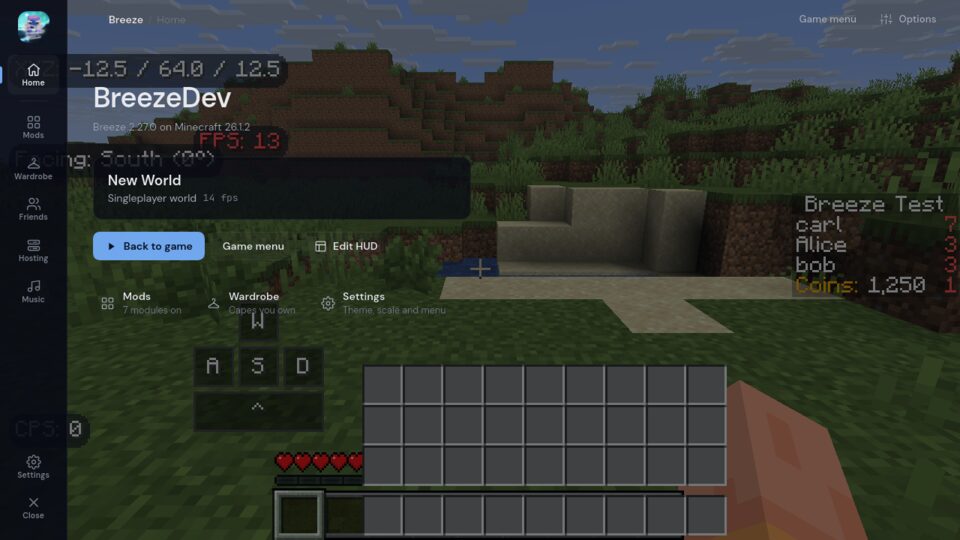 Breeze / Home
Game menu
Options
Home
-12.5 / 64.0 / 12.5
BreezeDev
Breeze 2.27.0 on Minecraft 26.1.2
FPS: 13
Mods
Facing: South (0°)
Wardrobe
New World
Singleplayer world 14 fps
Friends
Breeze Test
carl 7
Alice 3
bob 3
Coins: 1,250 1
Hosting
Back to game
Game menu
Edit HUD
Music
Mods
7 modules on
Wardrobe
Capes you own
Settings
Theme, scale and menu
W
A S D
^
CPS: 0
Settings
Close